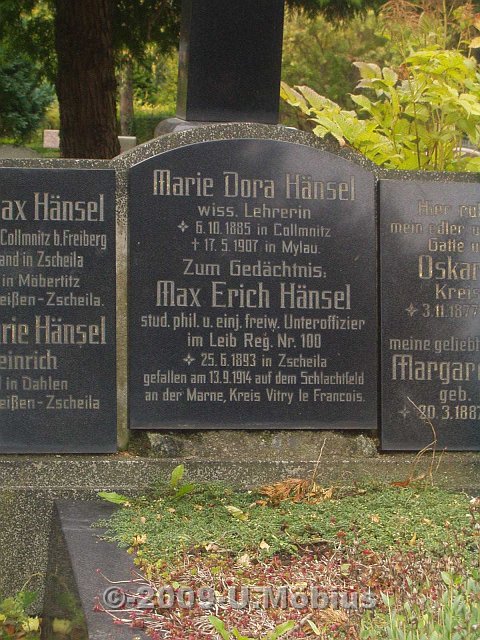 ax Hänsel
Collmnitz b. Freiberg
and in Zscheila
in Möbertitz
eißen-Zscheila.
rie Hänsel
einrich
in Dahlen
eißen-Zscheila
Marie Dora Hänsel
wiss. Lehrerin
6.10.1885 in Collmnitz
† 17.5.1907 in Mylau.
Zum Gedächtnis:
Max Erich Hänsel
stud. phil. u. einj. freiw. Unteroffizier
im Leib Reg. Nr. 100
25.6.1893 in Zscheila
gefallen am 13.9.1914 auf dem Schlachtfeld
an der Marne, Kreis Vitry le Francois.
Hier ru
mein edler u
Gatte u
Oskar
Kreis
3.11.1877
meine geliebt
Margar
geb.
20.3.188
© 2009 U.Möbius